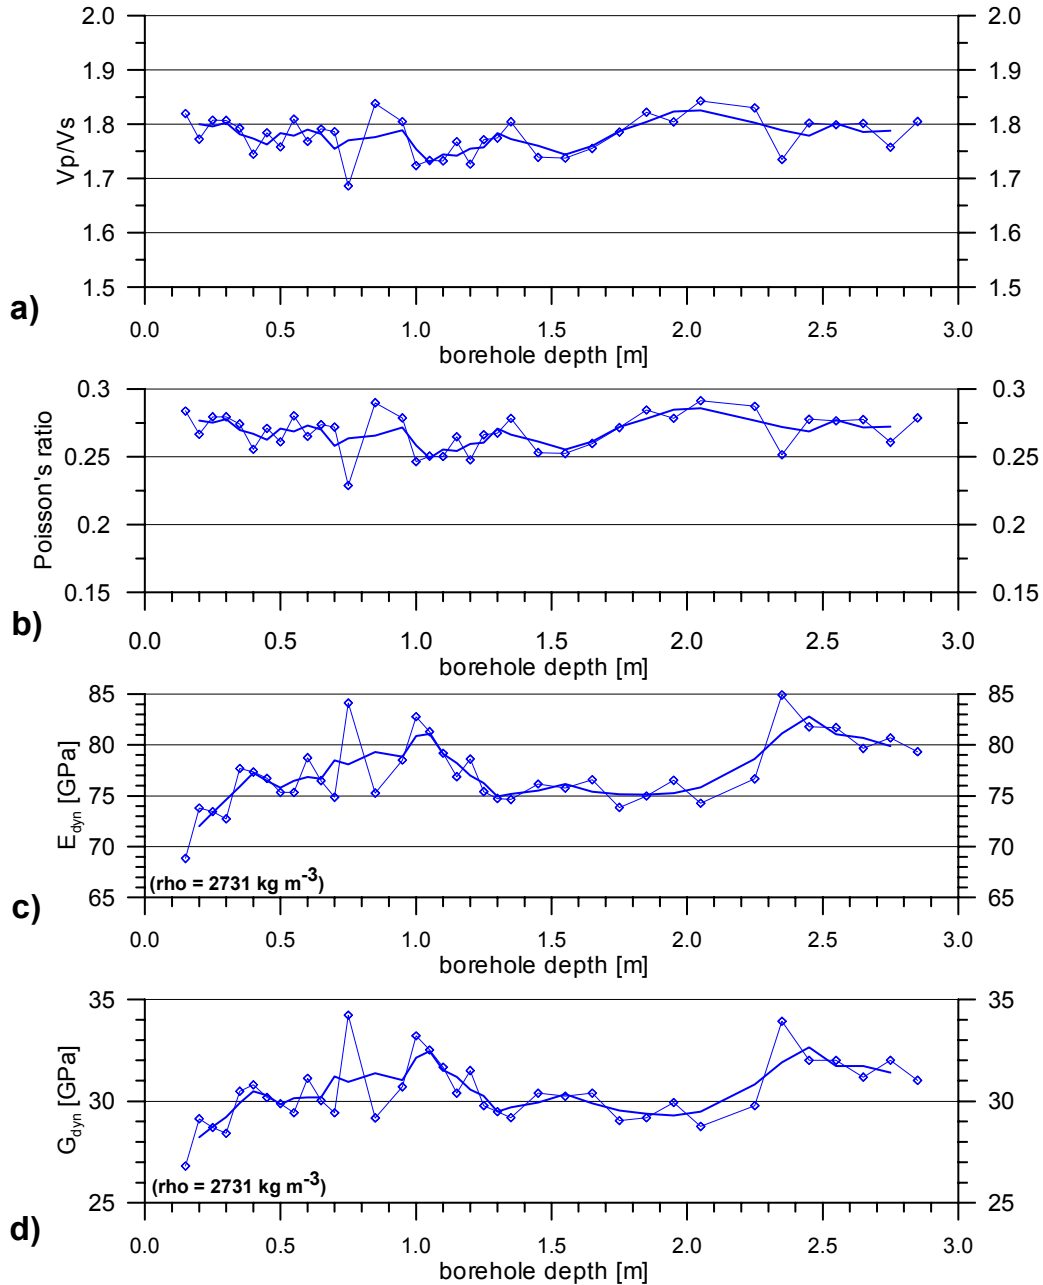 2.0 2.0
1.9 1.9
1.8 1.8
Vp/Vs
1.7 1.7
1.6 1.6
1.5 1.5
a)
0.0 0.5 1.0 1.5 2.0 2.5 3.0
borehole depth [m]
0.3 0.3
0.25 0.25
Poisson's ratio
0.2 0.2
0.15 0.15
b)
0.0 0.5 1.0 1.5 2.0 2.5 3.0
borehole depth [m]
85 85
80 80
E_dyn [GPa]
75 75
70 70
(rho = 2731 kg m^-3)
65 65
c)
0.0 0.5 1.0 1.5 2.0 2.5 3.0
borehole depth [m]
35 35
30 30
G_dyn [GPa]
(rho = 2731 kg m^-3)
25 25
d)
0.0 0.5 1.0 1.5 2.0 2.5 3.0
borehole depth [m]